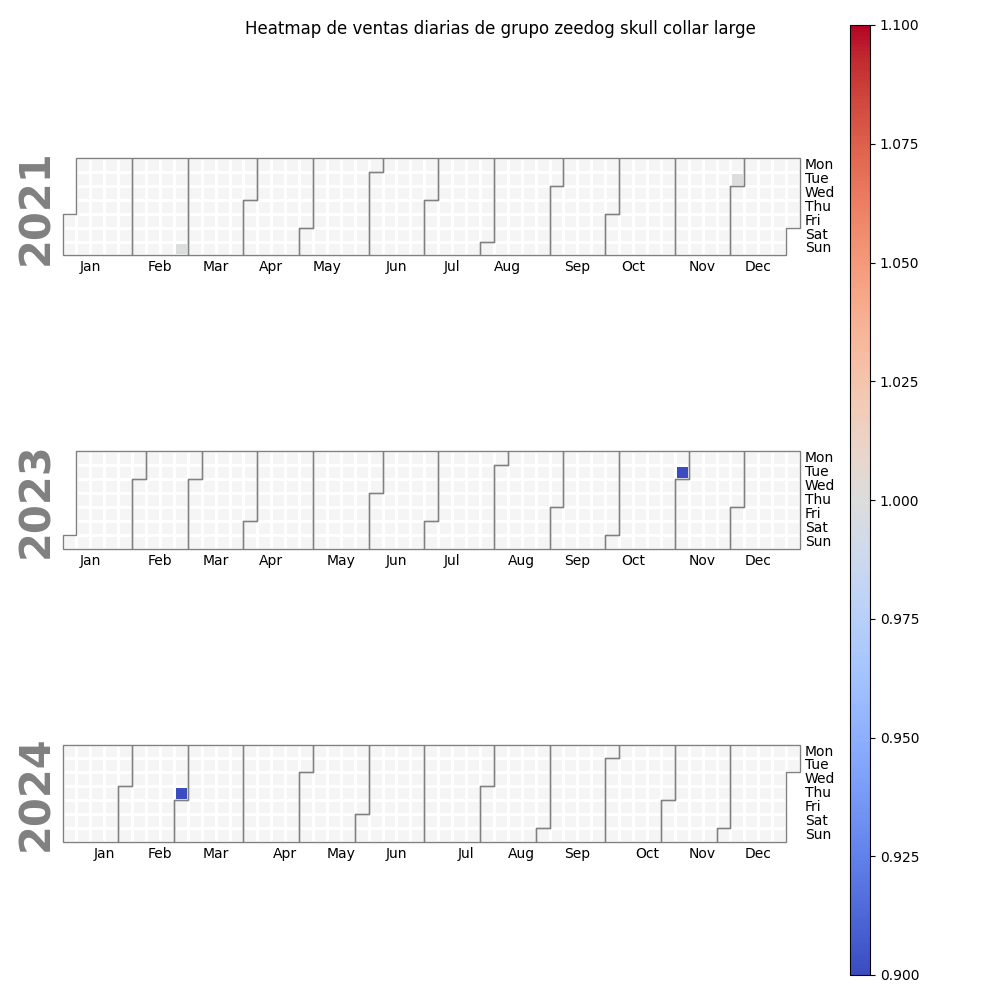 Heatmap de ventas diarias de grupo zeedog skull collar large
2021
Mon
Tue
Wed
Thu
Fri
Sat
Sun
Jan Feb Mar Apr May Jun Jul Aug Sep Oct Nov Dec
2023
Mon
Tue
Wed
Thu
Fri
Sat
Sun
Jan Feb Mar Apr May Jun Jul Aug Sep Oct Nov Dec
2024
Mon
Tue
Wed
Thu
Fri
Sat
Sun
Jan Feb Mar Apr May Jun Jul Aug Sep Oct Nov Dec
1.100
1.075
1.050
1.025
1.000
0.975
0.950
0.925
0.900